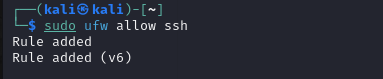 ┌──(kali㉿kali)-[~]
└─$ sudo ufw allow ssh
Rule added
Rule added (v6)